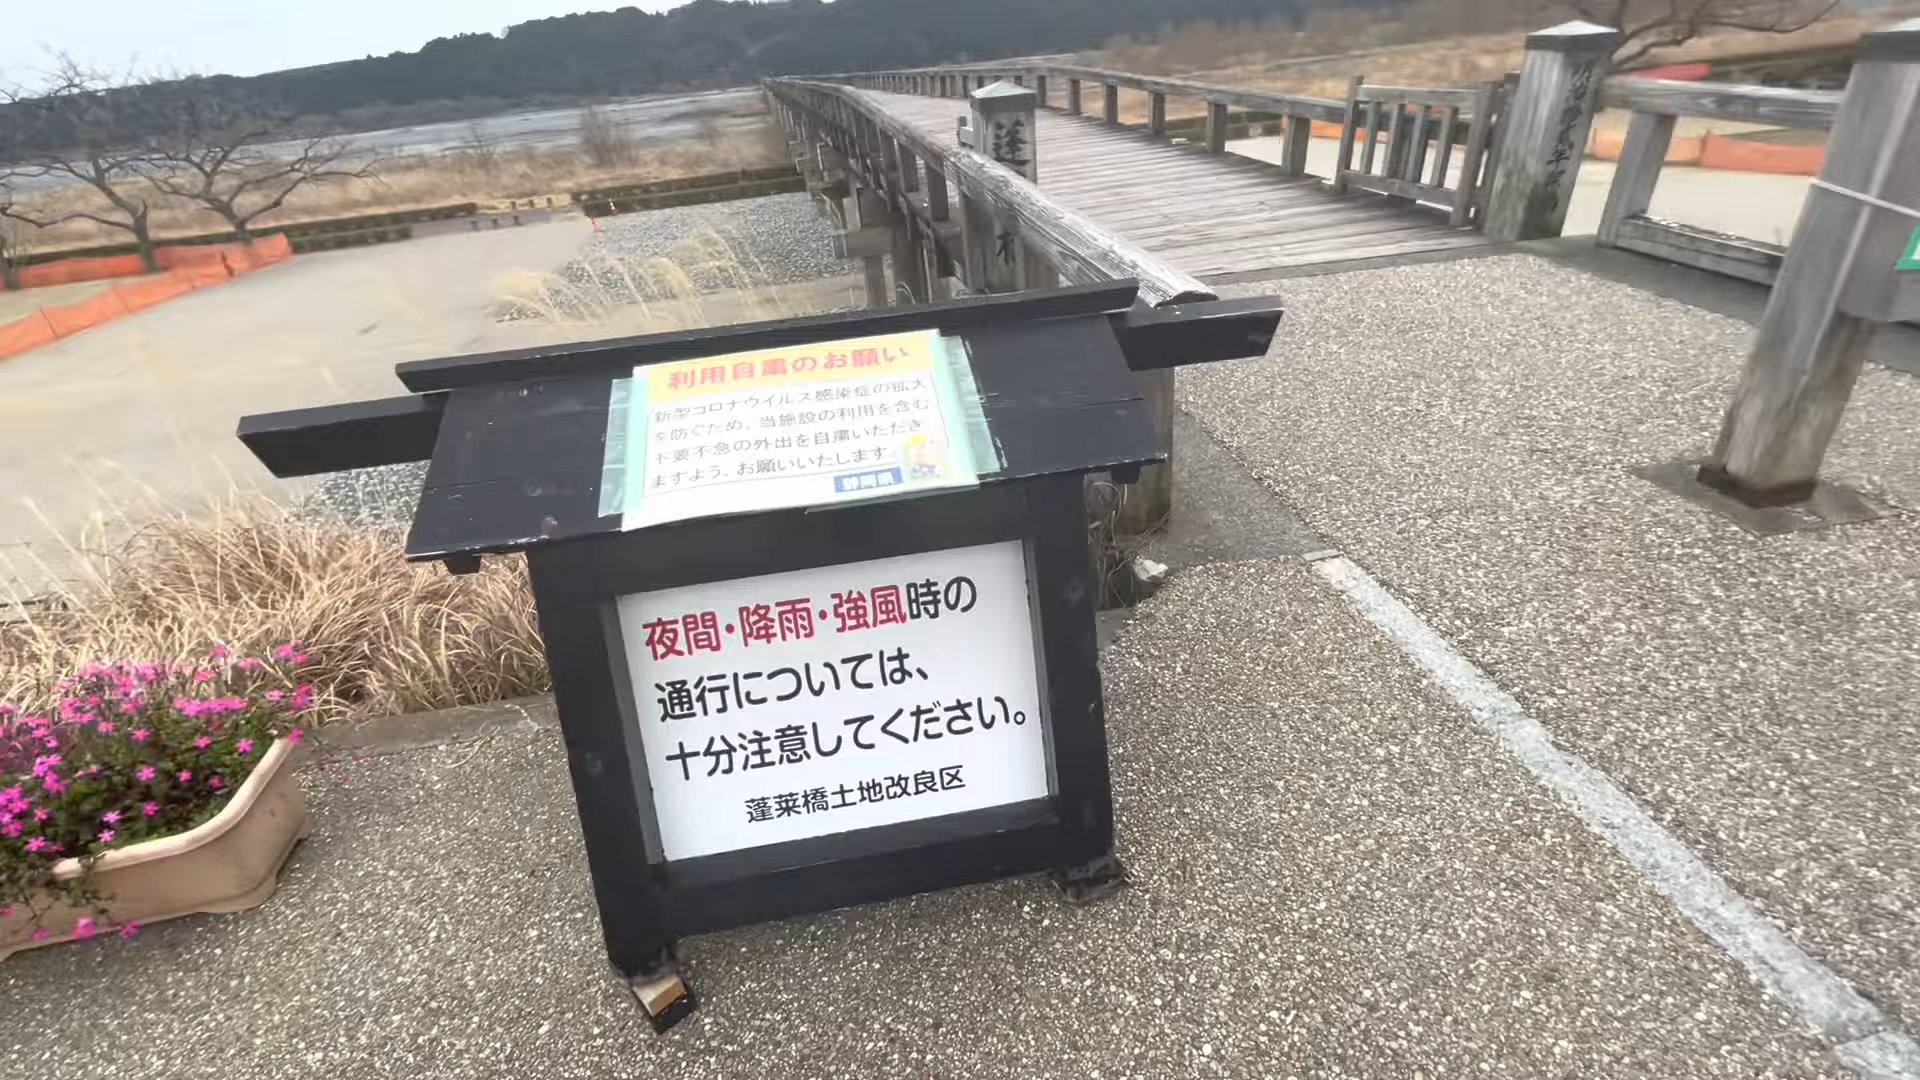 利用自粛のお願い
新型コロナウイルス感染症の拡大
を防ぐため、当施設の利用を含む
不要不急の外出を自粛いただき
ますよう、お願いいたします。
静岡県
夜間・降雨・強風時の
通行については、
十分注意してください。
蓬莱橋土地改良区
蓬